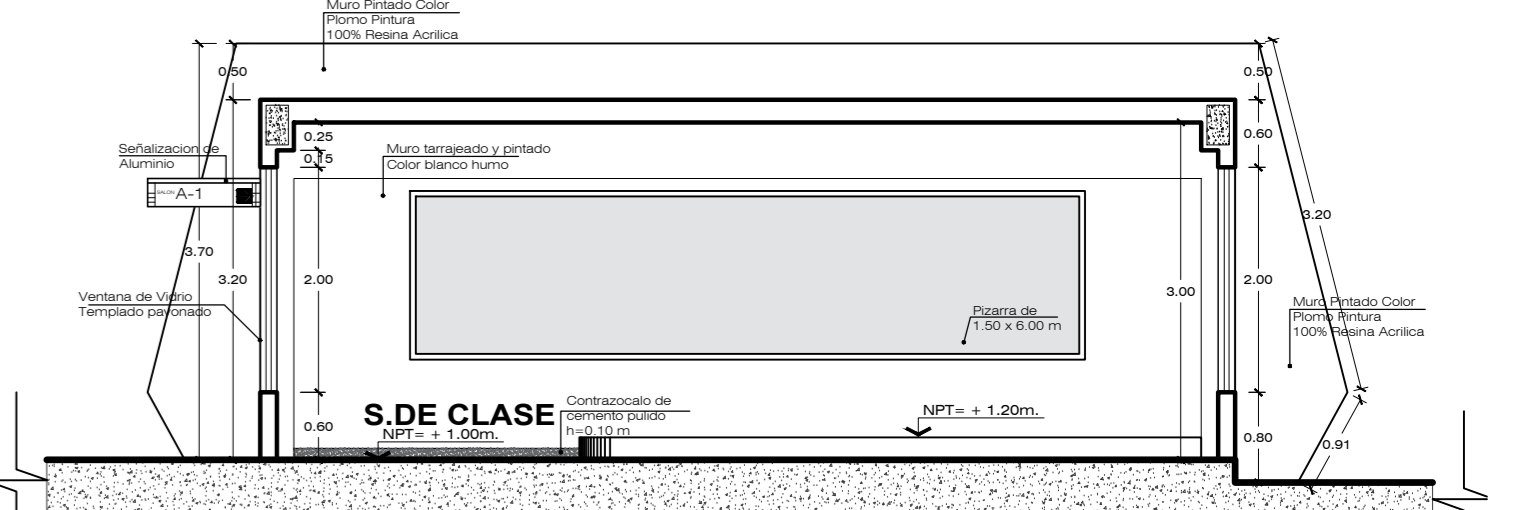 Muro Pintado Color
Plomo Pintura
100% Resina Acrilica
0.50
0.50
0.25
0.15
0.60
Señalizacion de
Aluminio
Muro tarrajeado y pintado
Color blanco humo
SALON A-1
3.20
3.70
3.20
2.00
3.00
2.00
Ventana de Vidrio
Templado pavonado
Pizarra de
1.50 x 6.00 m
Muro Pintado Color
Plomo Pintura
100% Resina Acrilica
S.DE CLASE
NPT= + 1.00m.
0.60
Contrazocalo de
cemento pulido
h=0.10 m
NPT= + 1.20m.
0.80
0.91